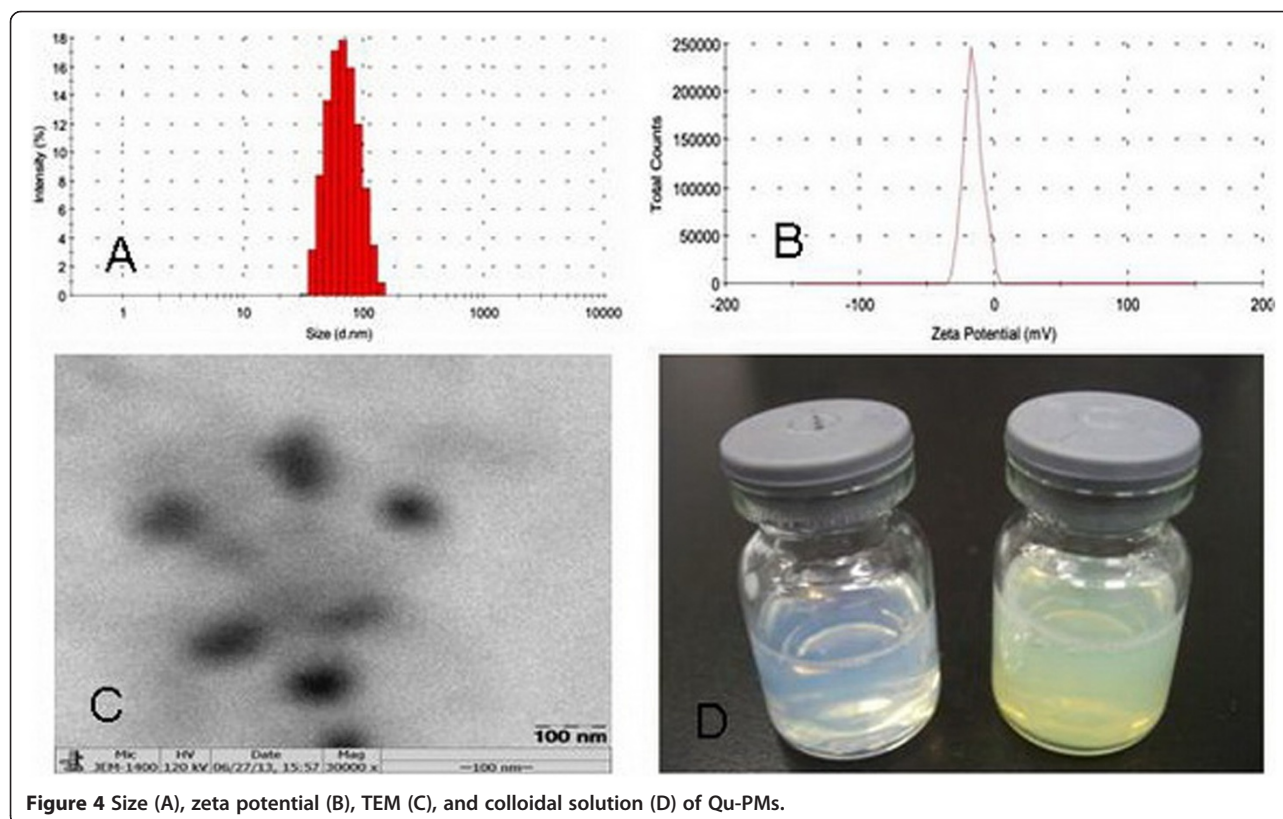 18
16
14
12
10
8
6
4
2
0
Intensity (%)
A
1 10 100 1000 10000
Size (d.nm)
250000
200000
150000
100000
50000
0
Total Counts
B
-200 -100 0 100 200
Zeta Potential (mV)
C
100 nm
Mic HV Date Mag
JEM-1400 120 kV 06/27/13, 15:57 30000 x —100 nm—
D
Figure 4 Size (A), zeta potential (B), TEM (C), and colloidal solution (D) of Qu-PMs.